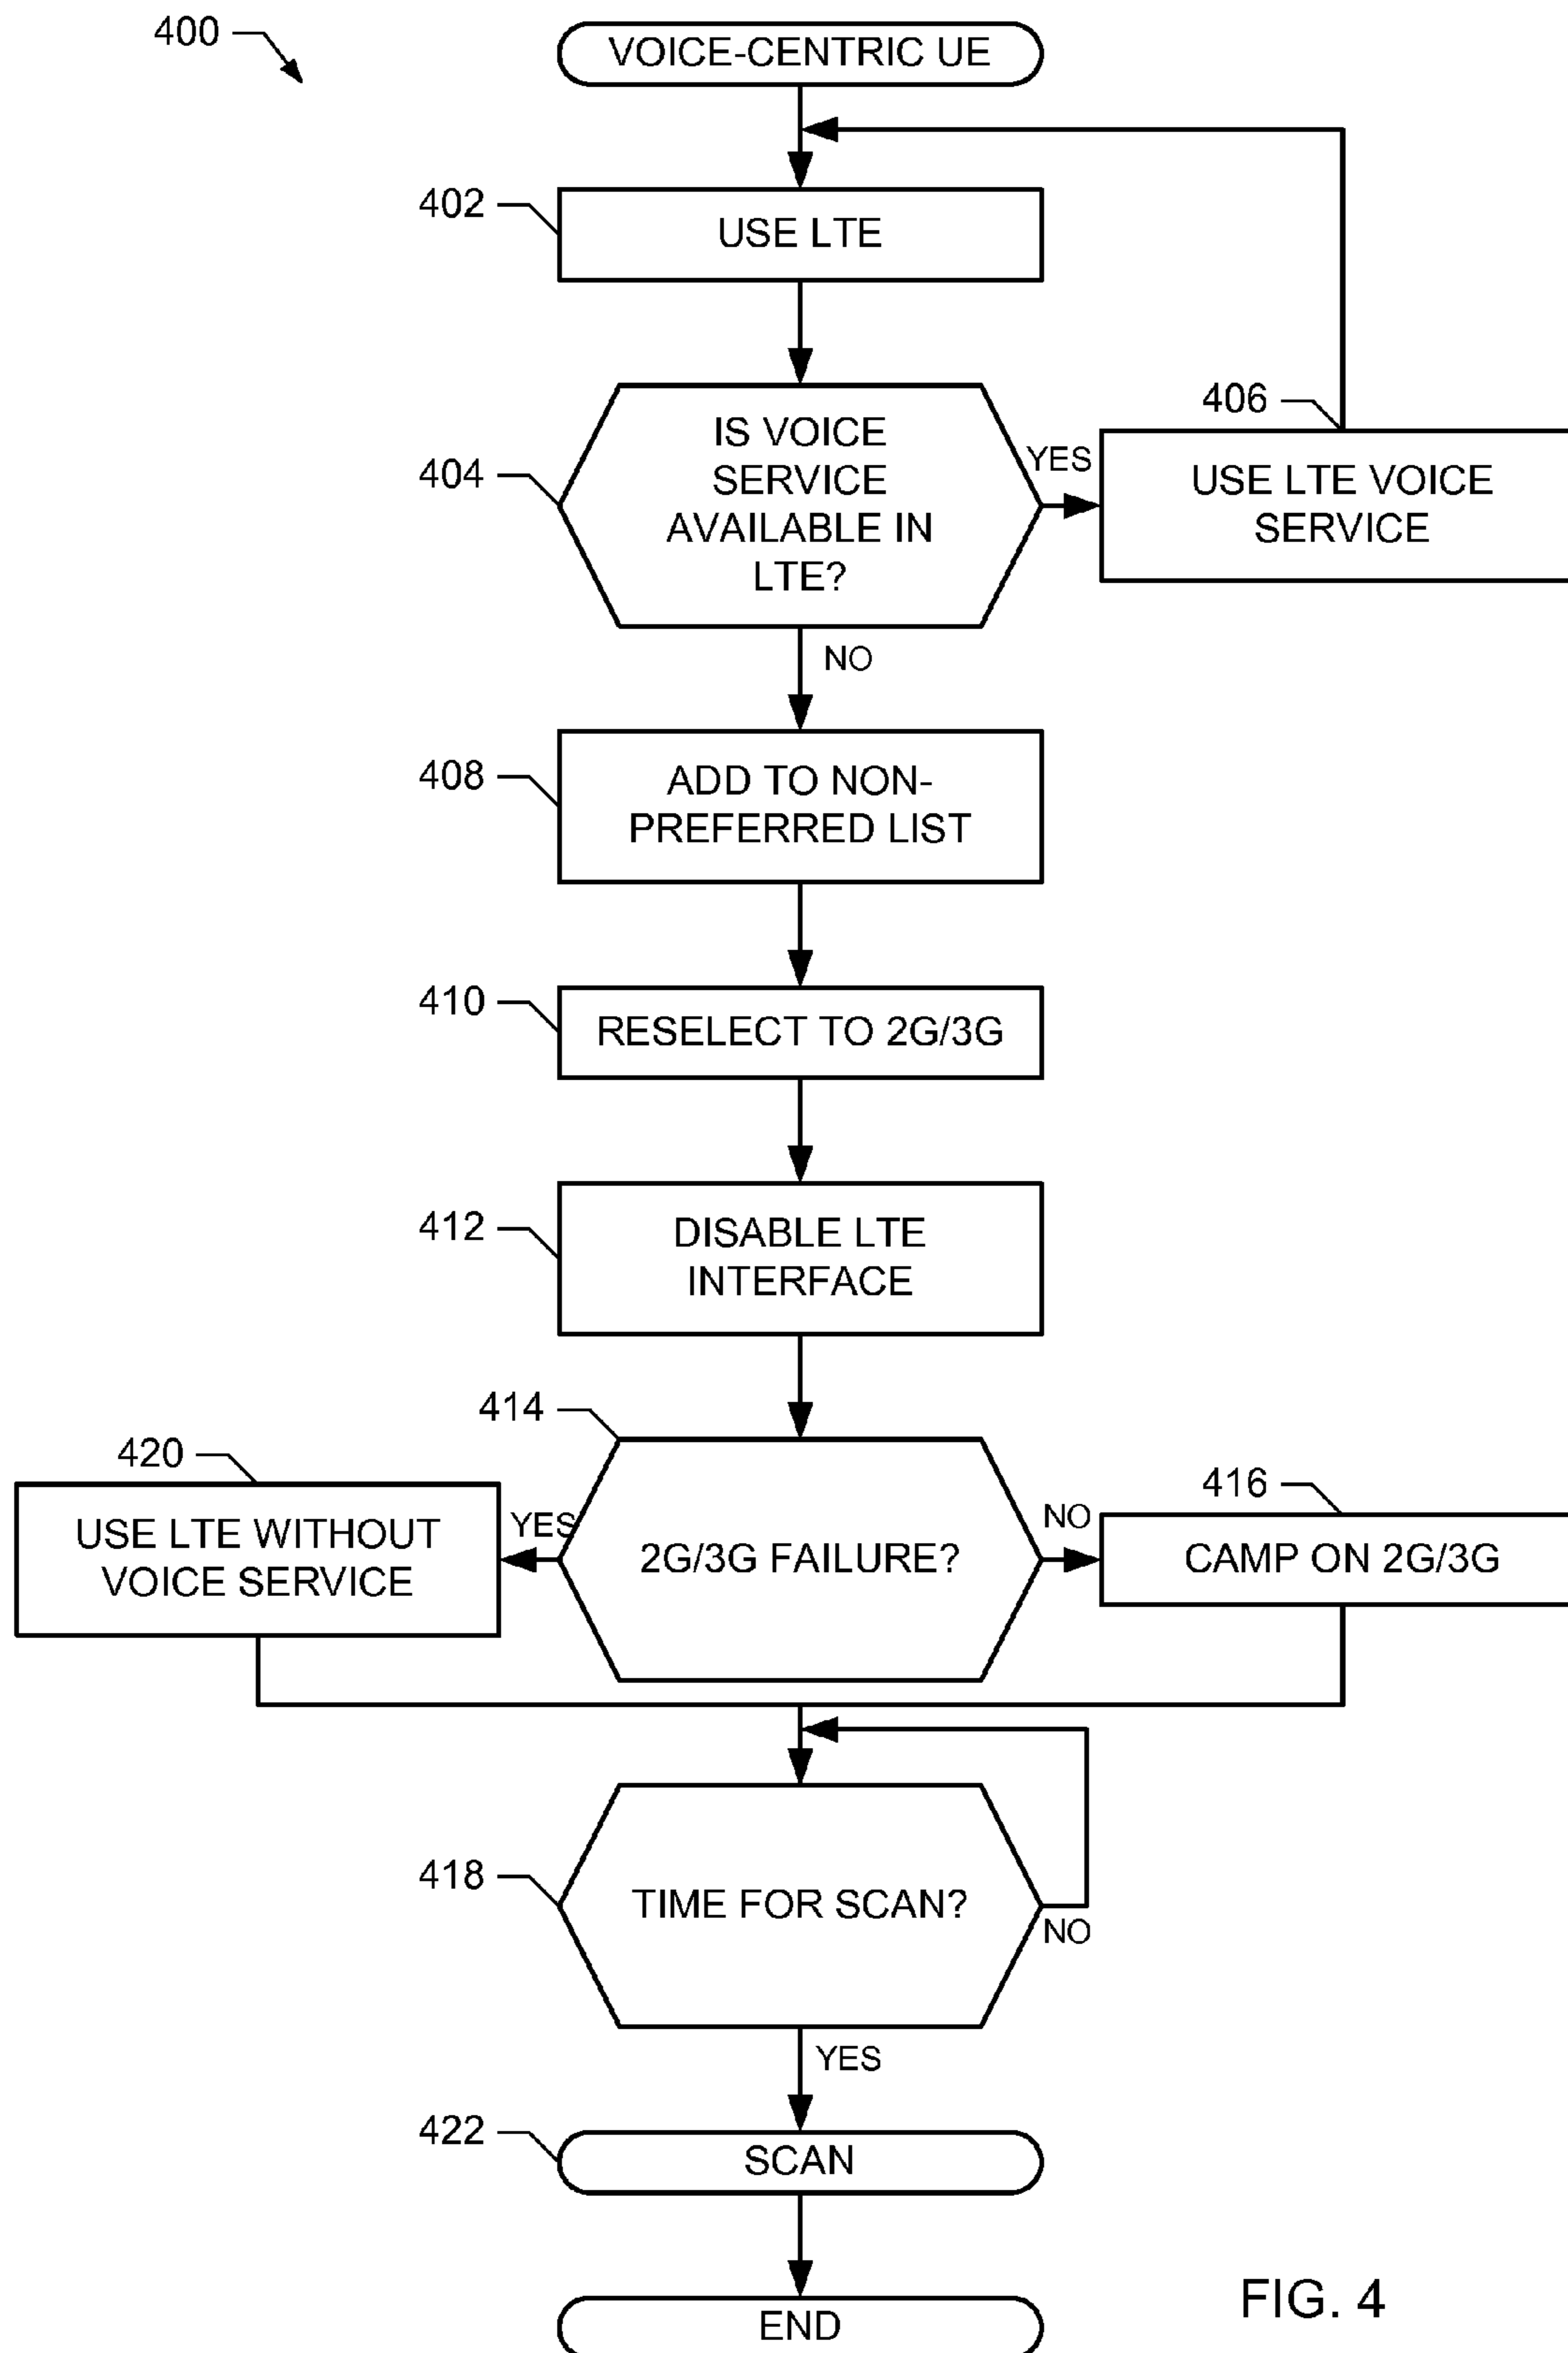 400
VOICE-CENTRIC UE
402
USE LTE
404
IS VOICE
SERVICE
AVAILABLE IN
LTE?
YES
406
USE LTE VOICE
SERVICE
NO
408
ADD TO NON-
PREFERRED LIST
410
RESELECT TO 2G/3G
412
DISABLE LTE
INTERFACE
414
2G/3G FAILURE?
YES
420
USE LTE WITHOUT
VOICE SERVICE
NO
416
CAMP ON 2G/3G
418
TIME FOR SCAN?
NO
YES
422
SCAN
END
FIG. 4